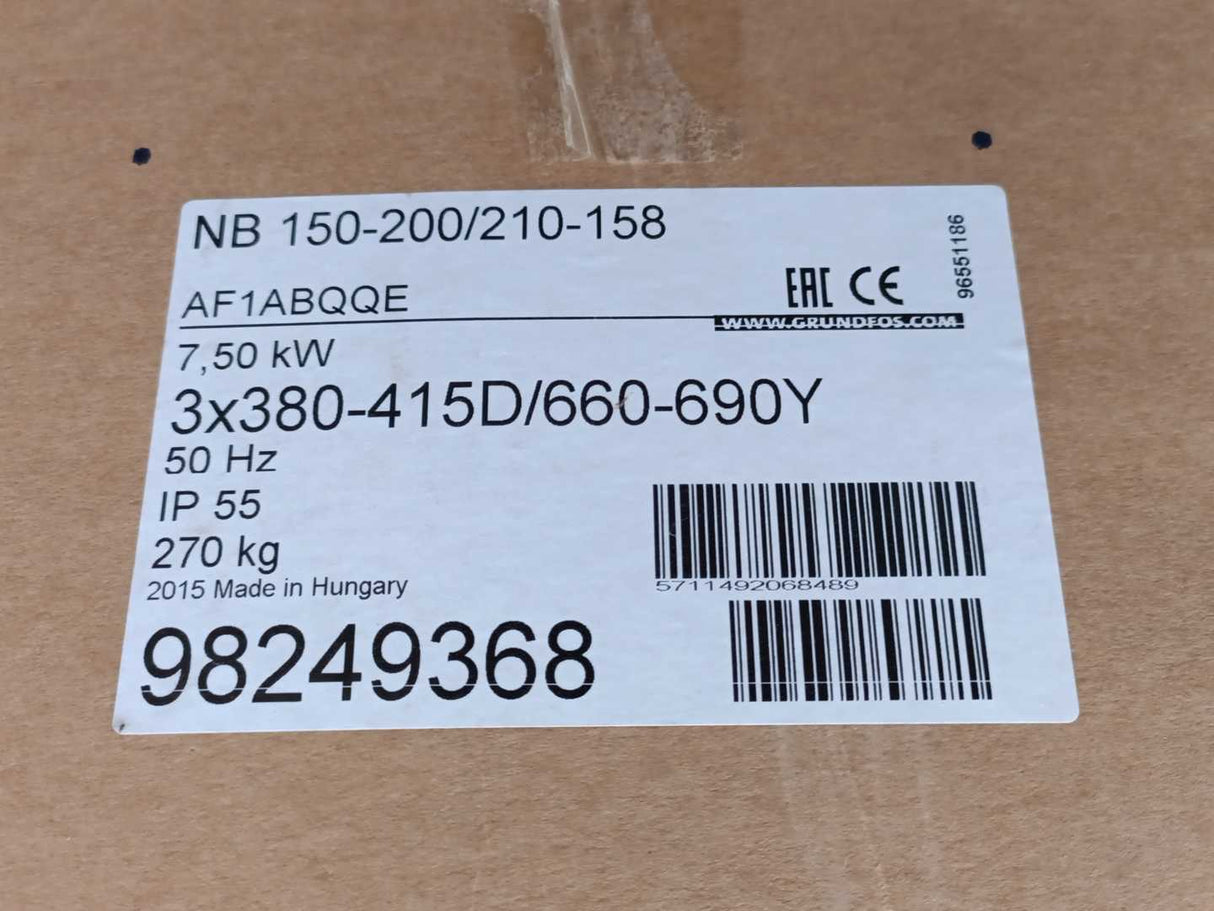 NB 150-200/210-158
96551186
AF1ABQQE
EAC CE
WWW.GRUNDFOS.COM
7,50 kW
3x380-415D/660-690Y
50 Hz
IP 55
270 kg
2015 Made in Hungary
5711492068489
98249368